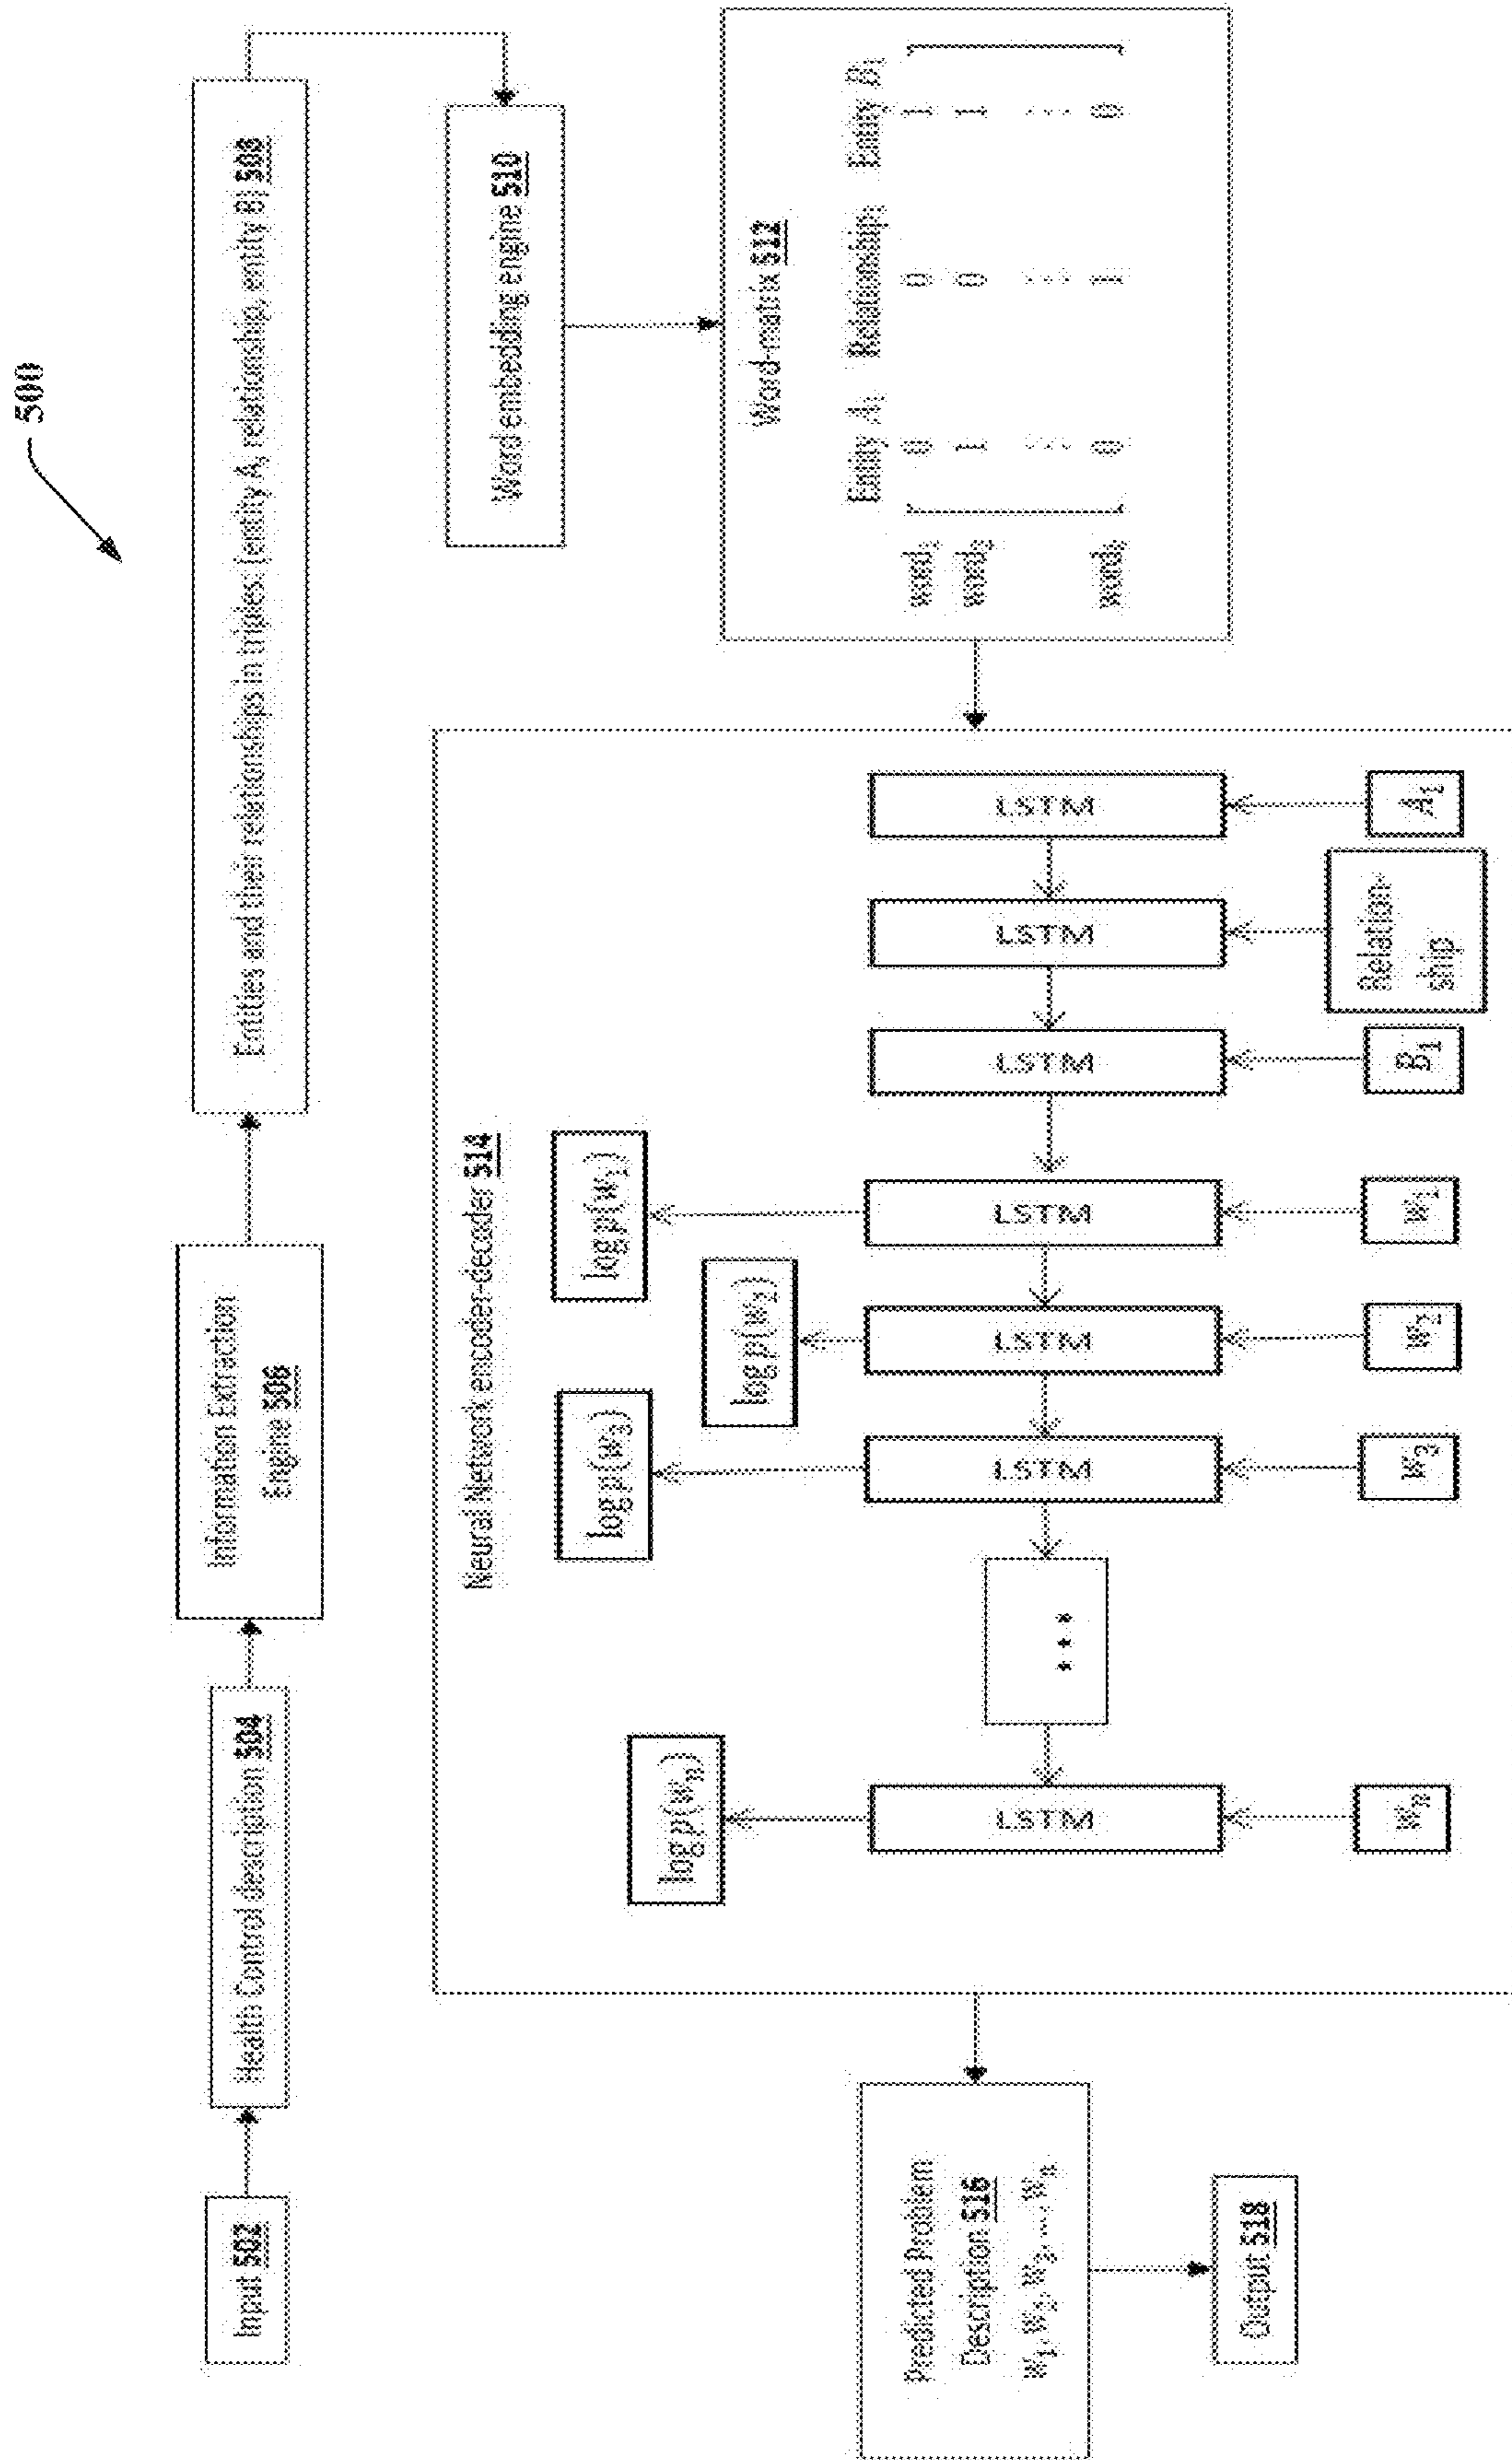 500
Input 502
Health Control description 504
Information Extraction
Engine 506
Entities and their relationships in triples: (entity A, relationship, entity B) 508
Word embedding engine 510
Word-matrix 512
Entity A₁ Relationship₁ Entity B₁
word₁ 0 0 1
word₂ 1 0 1
... ... ...
0 1 0
Neural Network encoder-decoder 514
log p(w₁)
log p(w₂)
log p(w₃)
log p(wₙ)
LSTM
LSTM
LSTM
LSTM
LSTM
LSTM
...
LSTM
A₁
Relation-
ship
B₁
w₁
w₂
w₃
wₙ
Predicted Problem
Description 516
w₁, w₂, w₃, ..., wₙ
Output 518